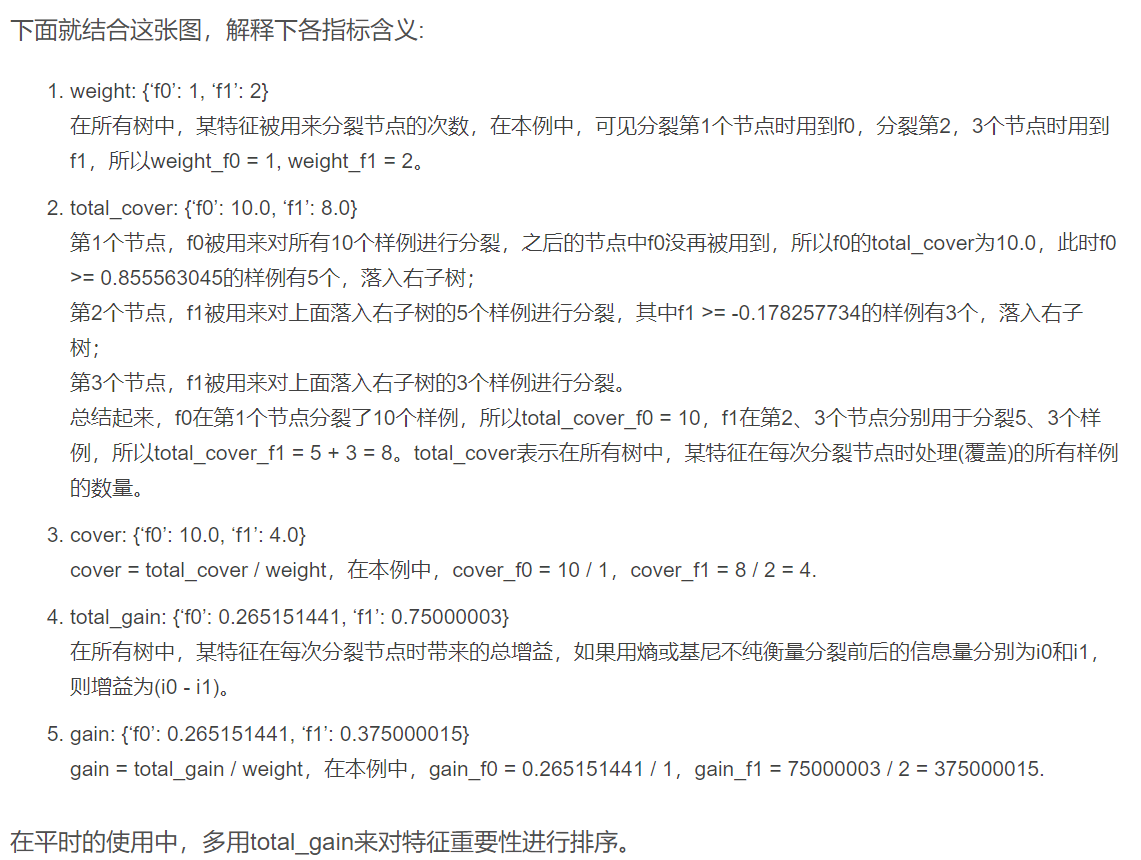 下面就结合这张图，解释下各指标含义:
1. weight: {‘f0’: 1, ‘f1’: 2}
在所有树中，某特征被用来分裂节点的次数，在本例中，可见分裂第1个节点时用到f0，分裂第2，3个节点时用到
f1，所以weight_f0 = 1, weight_f1 = 2。
2. total_cover: {‘f0’: 10.0, ‘f1’: 8.0}
第1个节点，f0被用来对所有10个样例进行分裂，之后的节点中f0没再被用到，所以f0的total_cover为10.0，此时f0
>= 0.855563045的样例有5个，落入右子树；
第2个节点，f1被用来对上面落入右子树的5个样例进行分裂，其中f1 >= -0.178257734的样例有3个，落入右子
树；
第3个节点，f1被用来对上面落入右子树的3个样例进行分裂。
总结起来，f0在第1个节点分裂了10个样例，所以total_cover_f0 = 10，f1在第2、3个节点分别用于分裂5、3个样
例，所以total_cover_f1 = 5 + 3 = 8。total_cover表示在所有树中，某特征在每次分裂节点时处理(覆盖)的所有样例
的数量。
3. cover: {‘f0’: 10.0, ‘f1’: 4.0}
cover = total_cover / weight，在本例中，cover_f0 = 10 / 1，cover_f1 = 8 / 2 = 4.
4. total_gain: {‘f0’: 0.265151441, ‘f1’: 0.75000003}
在所有树中，某特征在每次分裂节点时带来的总增益，如果用熵或基尼不纯衡量分裂前后的信息量分别为i0和i1，
则增益为(i0 - i1)。
5. gain: {‘f0’: 0.265151441, ‘f1’: 0.375000015}
gain = total_gain / weight，在本例中，gain_f0 = 0.265151441 / 1，gain_f1 = 75000003 / 2 = 375000015.
在平时的使用中，多用total_gain来对特征重要性进行排序。